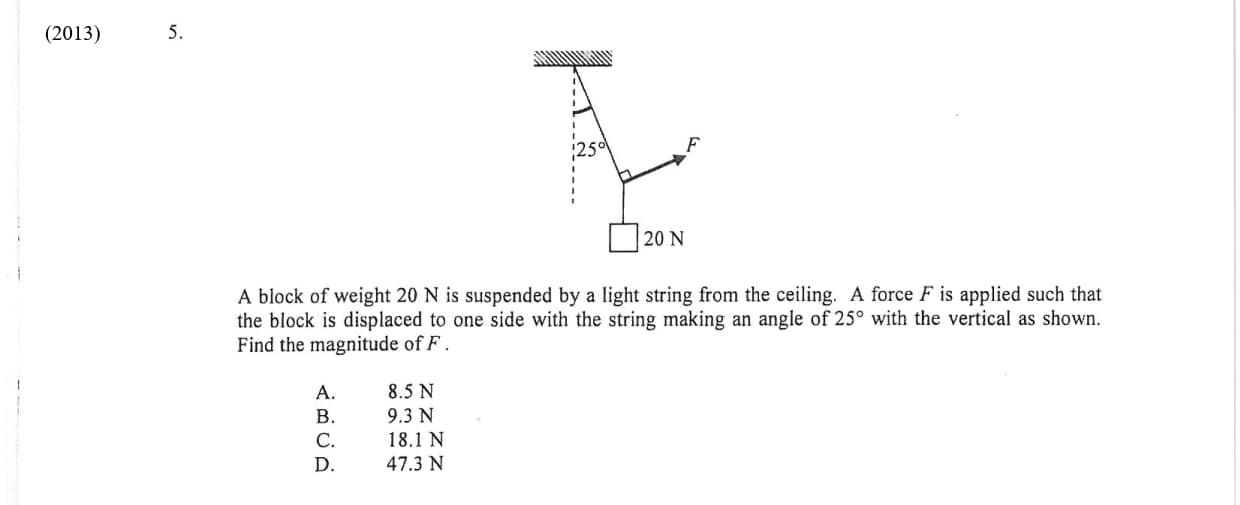 (2013) 5.
25°
F
20 N
A block of weight 20 N is suspended by a light string from the ceiling. A force F is applied such that
the block is displaced to one side with the string making an angle of 25° with the vertical as shown.
Find the magnitude of F .
A. 8.5 N
B. 9.3 N
C. 18.1 N
D. 47.3 N